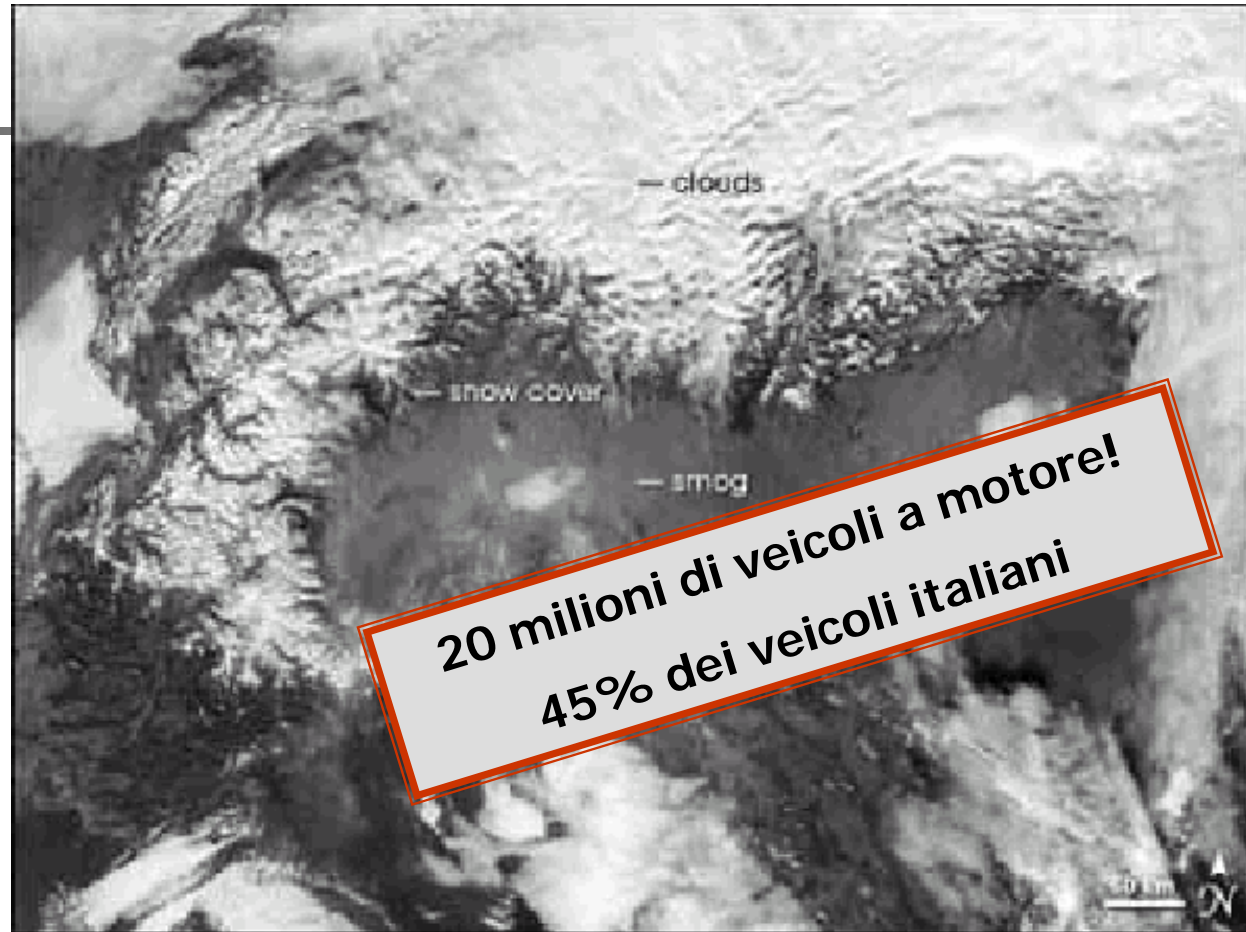 clouds
snow cover
smog
20 milioni di veicoli a motore!
45% dei veicoli italiani
N